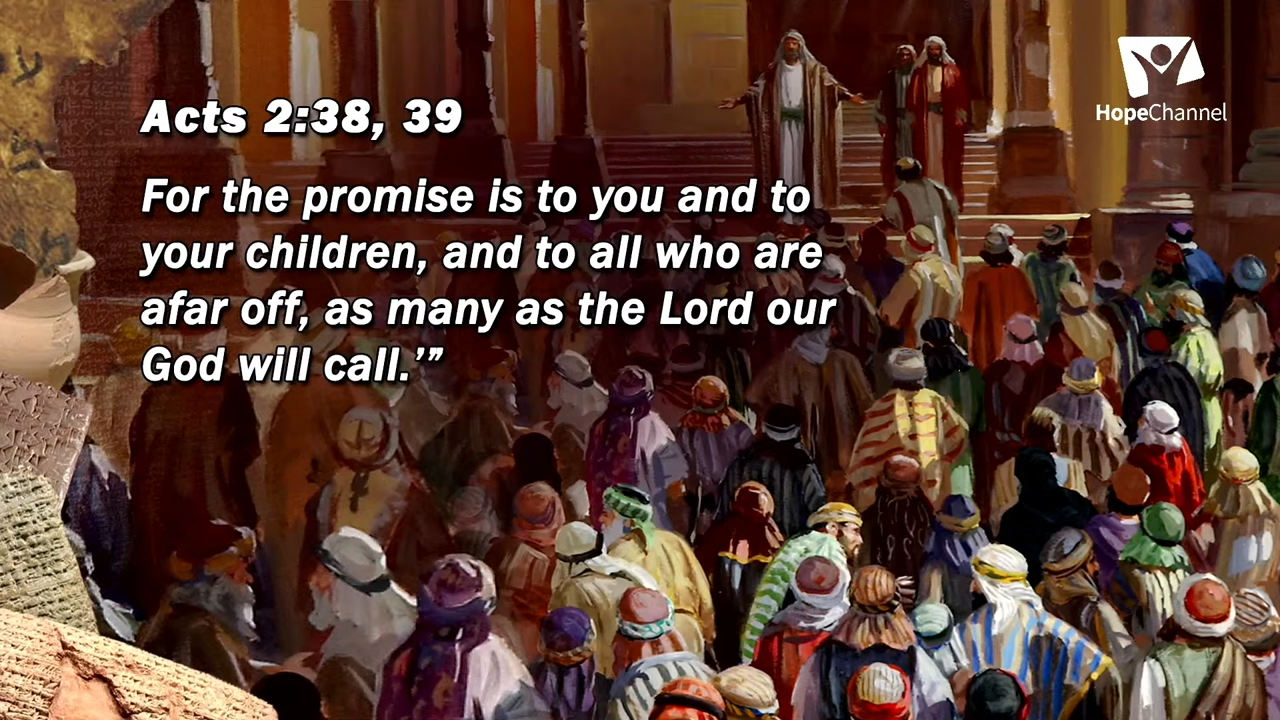 Acts 2:38, 39
For the promise is to you and to
your children, and to all who are
afar off, as many as the Lord our
God will call.’”
HopeChannel